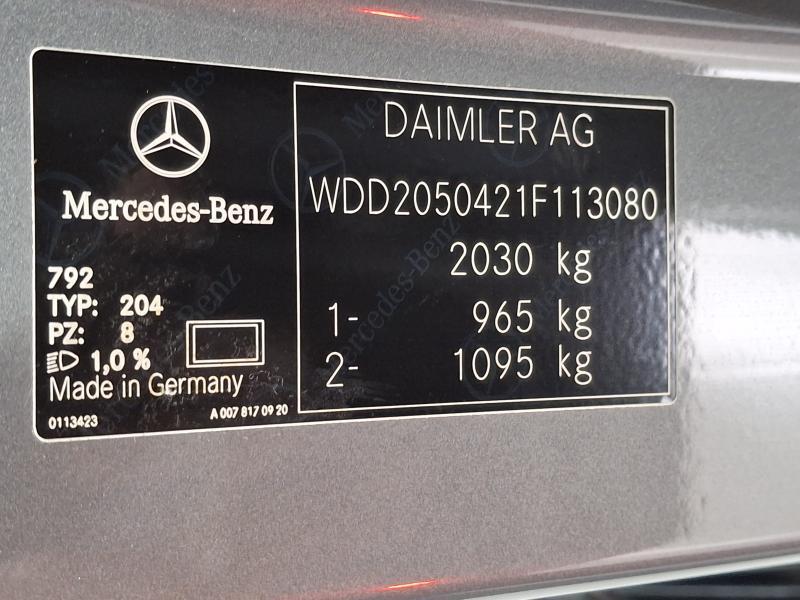 Mercedes-Benz
792
TYP: 204
PZ: 8
1,0 %
Made in Germany
0113423
A 007 817 09 20
DAIMLER AG
WDD2050421F113080
2030 kg
1- 965 kg
2- 1095 kg